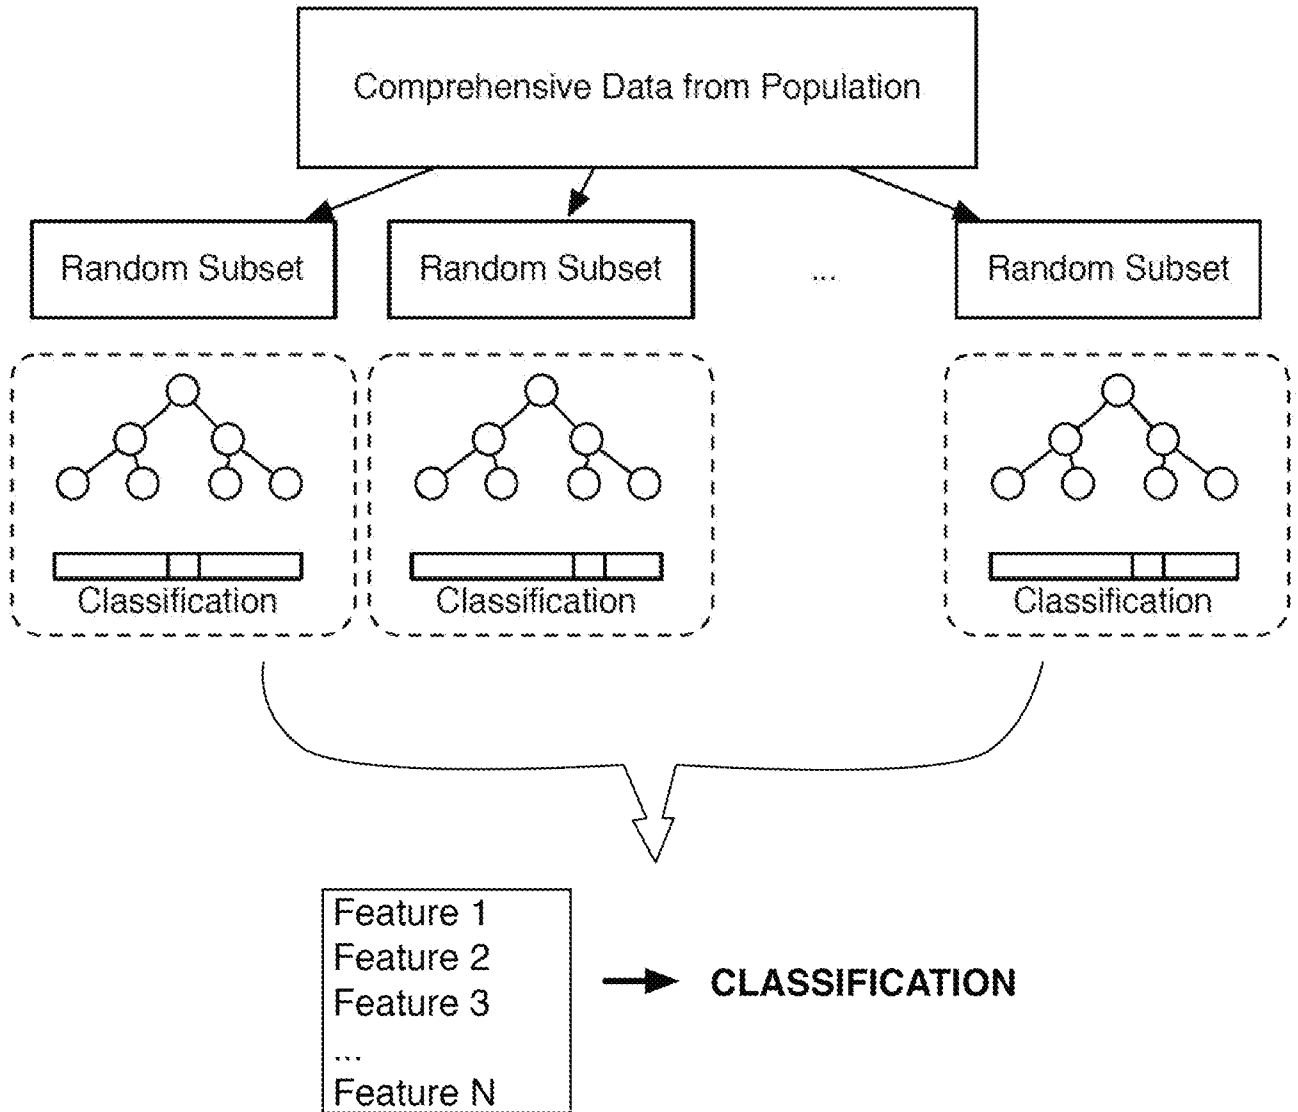 Comprehensive Data from Population
Random Subset
Random Subset
...
Random Subset
Classification
Classification
Classification
Feature 1
Feature 2
Feature 3
...
Feature N
CLASSIFICATION